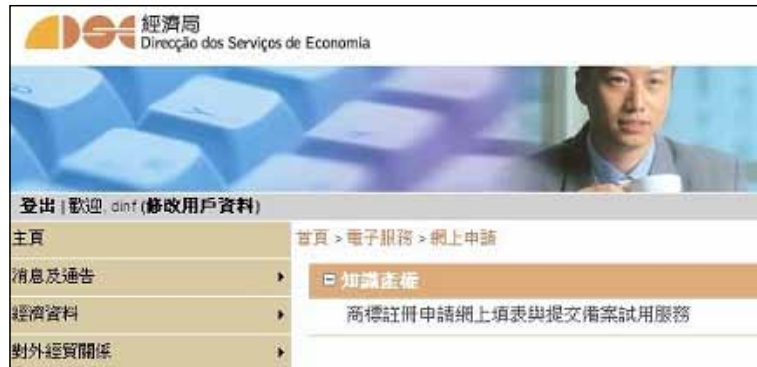 DSE
經濟局
Direcção dos Serviços de Economia
登出 | 歡迎, dinf (修改用戶資料)
主頁
首頁 > 電子服務 > 網上申請
消息及通告
知識產權
經濟資料
商標註冊申請網上填表與提交備案試用服務
對外經貿關係